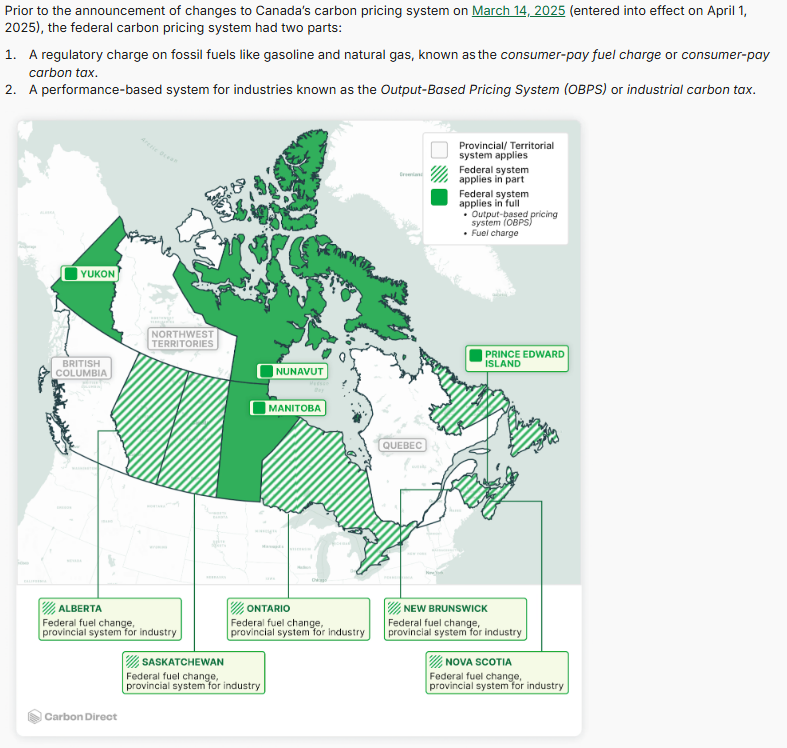 Prior to the announcement of changes to Canada's carbon pricing system on March 14, 2025 (entered into effect on April 1,
2025), the federal carbon pricing system had two parts:
1. A regulatory charge on fossil fuels like gasoline and natural gas, known as the consumer-pay fuel charge or consumer-pay
carbon tax.
2. A performance-based system for industries known as the Output-Based Pricing System (OBPS) or industrial carbon tax.
Provincial/ Territorial
system applies
Federal system
applies in part
Federal system
applies in full
• Output-based pricing
system (OBPS)
• Fuel charge
YUKON
NORTHWEST
TERRITORIES
BRITISH
COLUMBIA
NUNAVUT
MANITOBA
PRINCE EDWARD
ISLAND
QUEBEC
ALBERTA
Federal fuel change,
provincial system for industry
ONTARIO
Federal fuel change,
provincial system for industry
NEW BRUNSWICK
Federal fuel change,
provincial system for industry
SASKATCHEWAN
Federal fuel change,
provincial system for industry
NOVA SCOTIA
Federal fuel change,
provincial system for industry
Carbon Direct